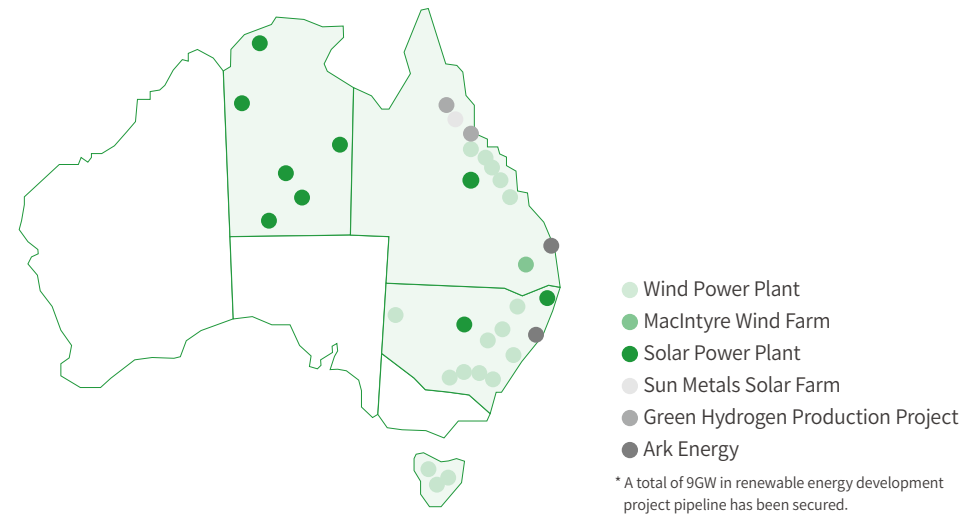 Wind Power Plant
MacIntyre Wind Farm
Solar Power Plant
Sun Metals Solar Farm
Green Hydrogen Production Project
Ark Energy
* A total of 9GW in renewable energy development
project pipeline has been secured.